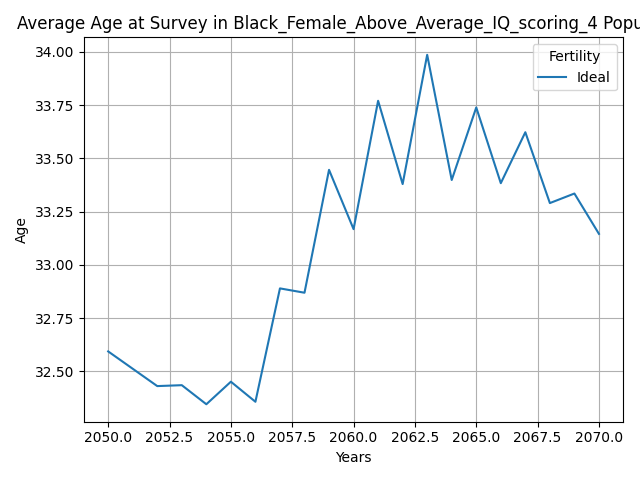 Average Age at Survey in Black_Female_Above_Average_IQ_scoring_4 Popu
Fertility
Ideal
34.00
33.75
33.50
33.25
33.00
32.75
32.50
Age
2050.0 2052.5 2055.0 2057.5 2060.0 2062.5 2065.0 2067.5 2070.0
Years